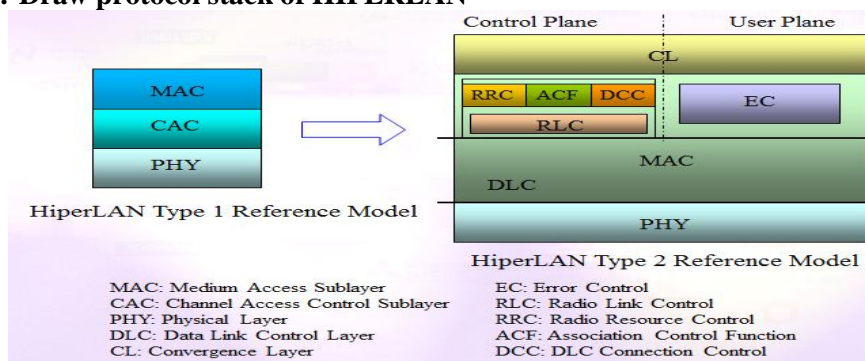 . Draw protocol stack of HIPERLAN
Control Plane User Plane
CL
RRC ACF DCC EC
RLC
MAC
DLC
PHY
HiperLAN Type 2 Reference Model
MAC
CAC
PHY
HiperLAN Type 1 Reference Model
MAC: Medium Access Sublayer
CAC: Channel Access Control Sublayer
PHY: Physical Layer
DLC: Data Link Control Layer
CL: Convergence Layer
EC: Error Control
RLC: Radio Link Control
RRC: Radio Resource Control
ACF: Association Control Function
DCC: DLC Connection Control